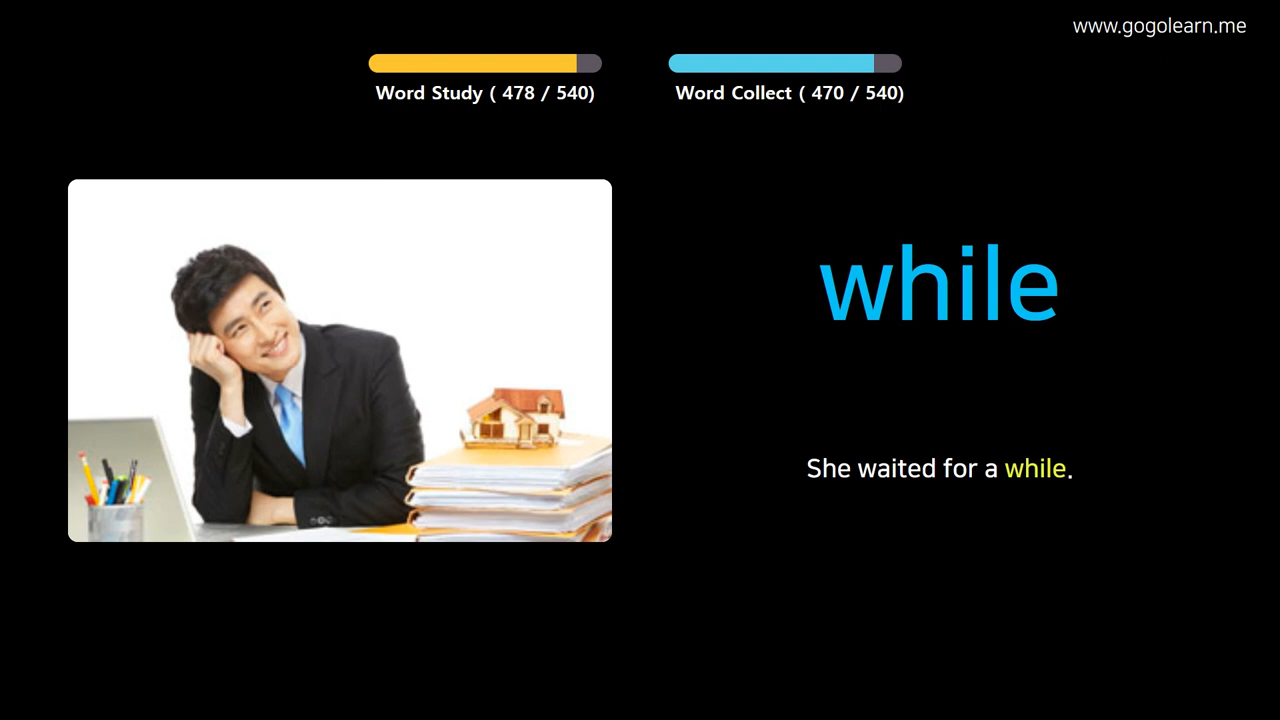 www.gogolearn.me
Word Study ( 478 / 540)
Word Collect ( 470 / 540)
while
She waited for a while.